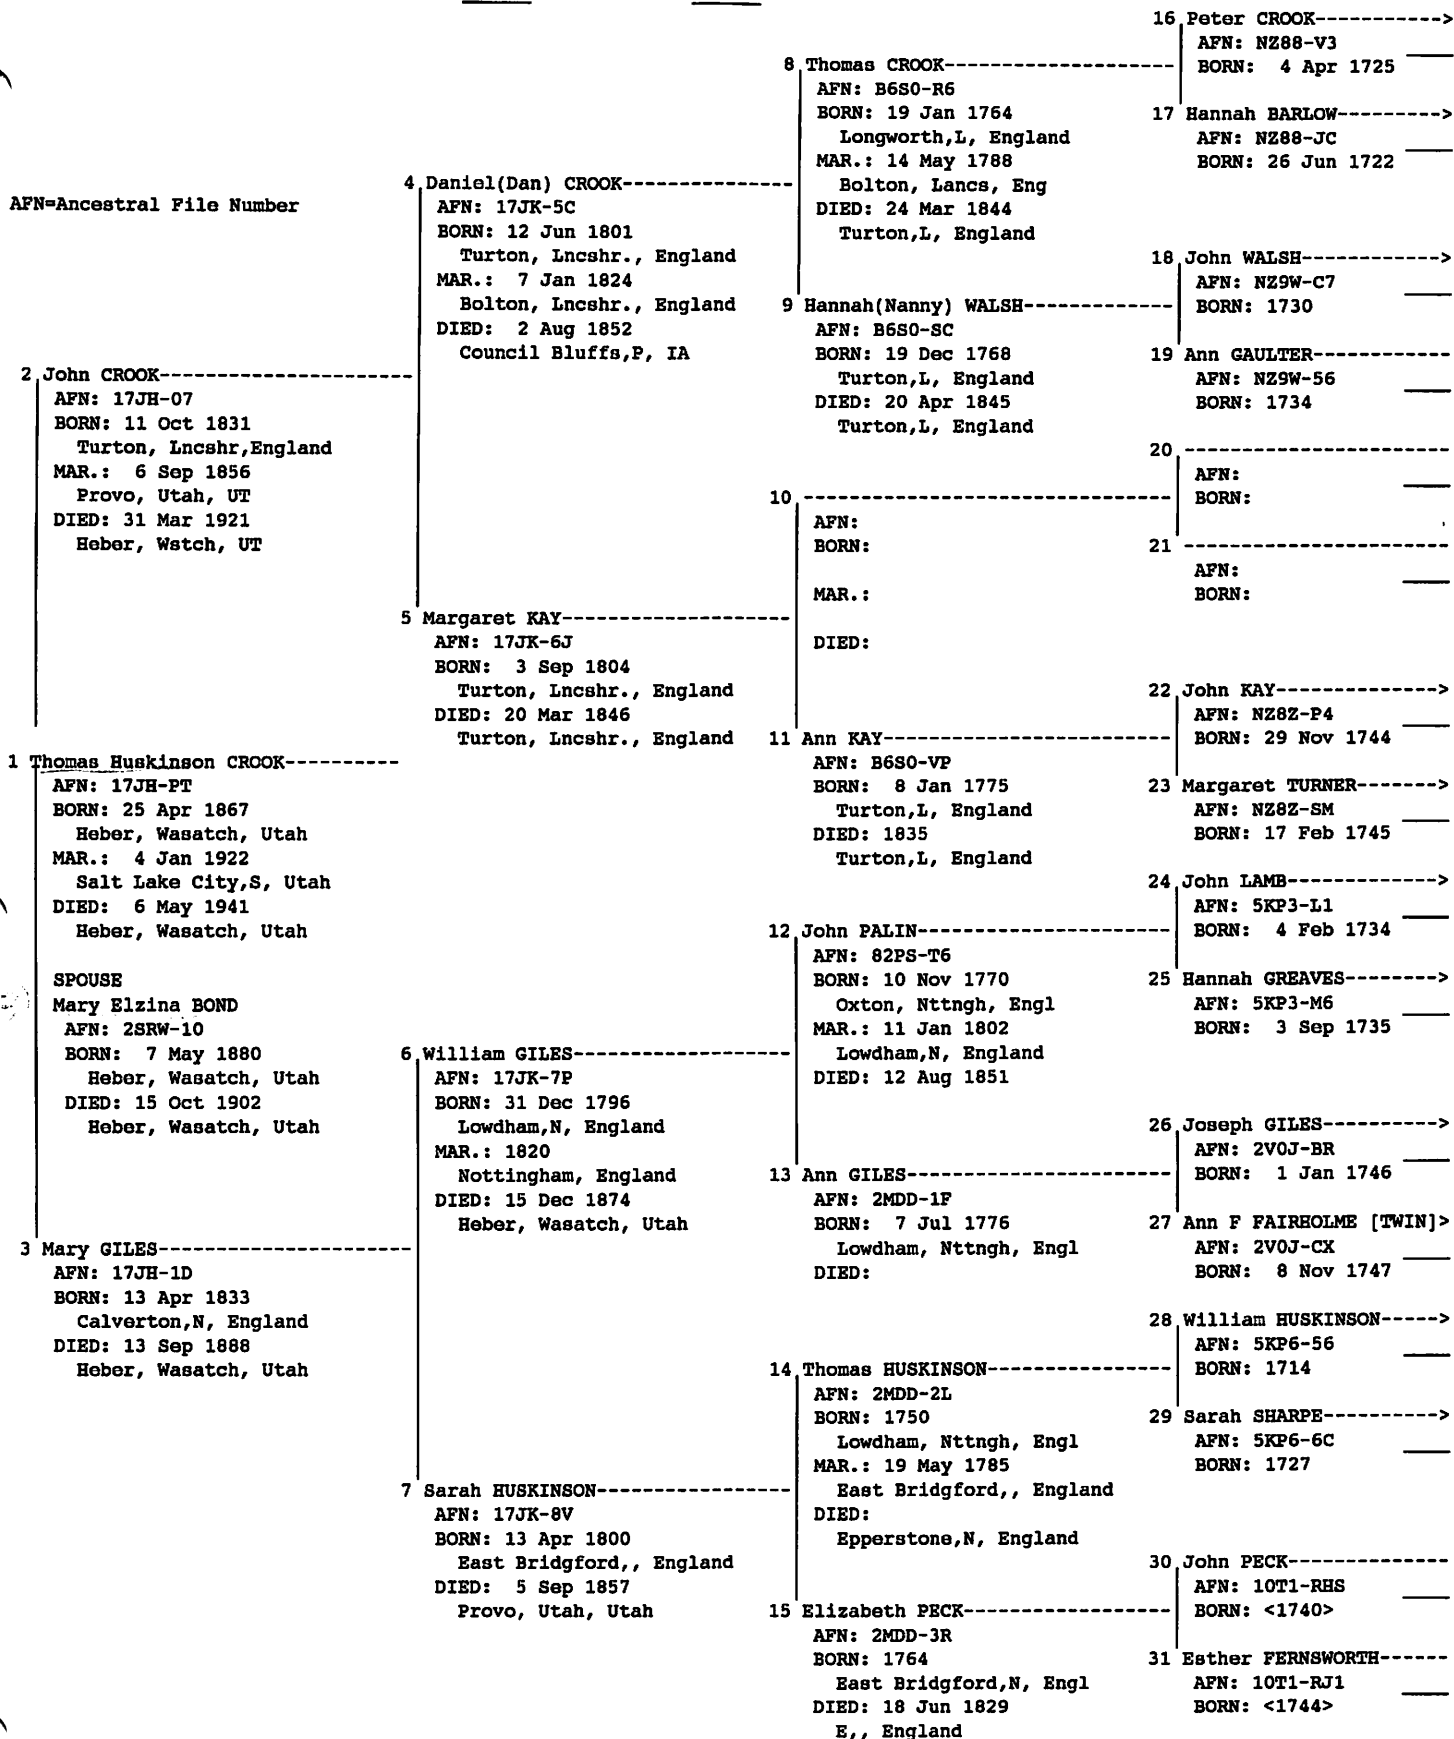 AFN=Ancestral File Number
2 John CROOK---------------------
AFN: 17JH-07
BORN: 11 Oct 1831
Turton, Lncshr,England
MAR.: 6 Sep 1856
Provo, Utah, UT
DIED: 31 Mar 1921
Heber, Wstch, UT
1 Thomas Huskinson CROOK----------
AFN: 17JH-PT
BORN: 25 Apr 1867
Heber, Wasatch, Utah
MAR.: 4 Jan 1922
Salt Lake City,S, Utah
DIED: 6 May 1941
Heber, Wasatch, Utah
SPOUSE
Mary Elzina BOND
AFN: 2SRW-10
BORN: 7 May 1880
Heber, Wasatch, Utah
DIED: 15 Oct 1902
Heber, Wasatch, Utah
3 Mary GILES---------------------
AFN: 17JH-1D
BORN: 13 Apr 1833
Calverton,N, England
DIED: 13 Sep 1888
Heber, Wasatch, Utah
4 Daniel(Dan) CROOK--------------
AFN: 17JK-5C
BORN: 12 Jun 1801
Turton, Lncshr., England
MAR.: 7 Jan 1824
Bolton, Lncshr., England
DIED: 2 Aug 1852
Council Bluffs,P, IA
5 Margaret KAY-------------------
AFN: 17JK-6J
BORN: 3 Sep 1804
Turton, Lncshr., England
DIED: 20 Mar 1846
Turton, Lncshr., England
6 William GILES------------------
AFN: 17JK-7P
BORN: 31 Dec 1796
Lowdham,N, England
MAR.: 1820
Nottingham, England
DIED: 15 Dec 1874
Heber, Wasatch, Utah
7 Sarah HUSKINSON----------------
AFN: 17JK-8V
BORN: 13 Apr 1800
East Bridgford,, England
DIED: 5 Sep 1857
Provo, Utah, Utah
8 Thomas CROOK-------------------
AFN: B6S0-R6
BORN: 19 Jan 1764
Longworth,L, England
MAR.: 14 May 1788
Bolton, Lancs, Eng
DIED: 24 Mar 1844
Turton,L, England
9 Hannah(Nanny) WALSH------------
AFN: B6S0-SC
BORN: 19 Dec 1768
Turton,L, England
DIED: 20 Apr 1845
Turton,L, England
10 -------------------------------
AFN:
BORN:
MAR.:
DIED:
11 Ann KAY------------------------
AFN: B6S0-VP
BORN: 8 Jan 1775
Turton,L, England
DIED: 1835
Turton,L, England
12 John PALIN---------------------
AFN: 82PS-T6
BORN: 10 Nov 1770
Oxton, Nttngh, Engl
MAR.: 11 Jan 1802
Lowdham,N, England
DIED: 12 Aug 1851
13 Ann GILES----------------------
AFN: 2MDD-1F
BORN: 7 Jul 1776
Lowdham, Nttngh, Engl
DIED:
14 Thomas HUSKINSON---------------
AFN: 2MDD-2L
BORN: 1750
Lowdham, Nttngh, Engl
MAR.: 19 May 1785
East Bridgford,, England
DIED:
Epperstone,N, England
15 Elizabeth PECK-----------------
AFN: 2MDD-3R
BORN: 1764
East Bridgford,N, Engl
DIED: 18 Jun 1829
E,, England
16 Peter CROOK----------->
AFN: NZ88-V3
BORN: 4 Apr 1725
17 Hannah BARLOW--------->
AFN: NZ88-JC
BORN: 26 Jun 1722
18 John WALSH------------>
AFN: NZ9W-C7
BORN: 1730
19 Ann GAULTER------------
AFN: NZ9W-56
BORN: 1734
20 ----------------------
AFN:
BORN:
21 ----------------------
AFN:
BORN:
22 John KAY-------------->
AFN: NZ8Z-P4
BORN: 29 Nov 1744
23 Margaret TURNER------->
AFN: NZ8Z-SM
BORN: 17 Feb 1745
24 John LAMB------------->
AFN: 5KP3-L1
BORN: 4 Feb 1734
25 Hannah GREAVES-------->
AFN: 5KP3-M6
BORN: 3 Sep 1735
26 Joseph GILES---------->
AFN: 2V0J-BR
BORN: 1 Jan 1746
27 Ann F FAIRHOLME [TWIN]>
AFN: 2V0J-CX
BORN: 8 Nov 1747
28 William HUSKINSON----->
AFN: 5KP6-56
BORN: 1714
29 Sarah SHARPE---------->
AFN: 5KP6-6C
BORN: 1727
30 John PECK--------------
AFN: 10T1-RHS
BORN: <1740>
31 Esther FERNSWORTH------
AFN: 10T1-RJ1
BORN: <1744>